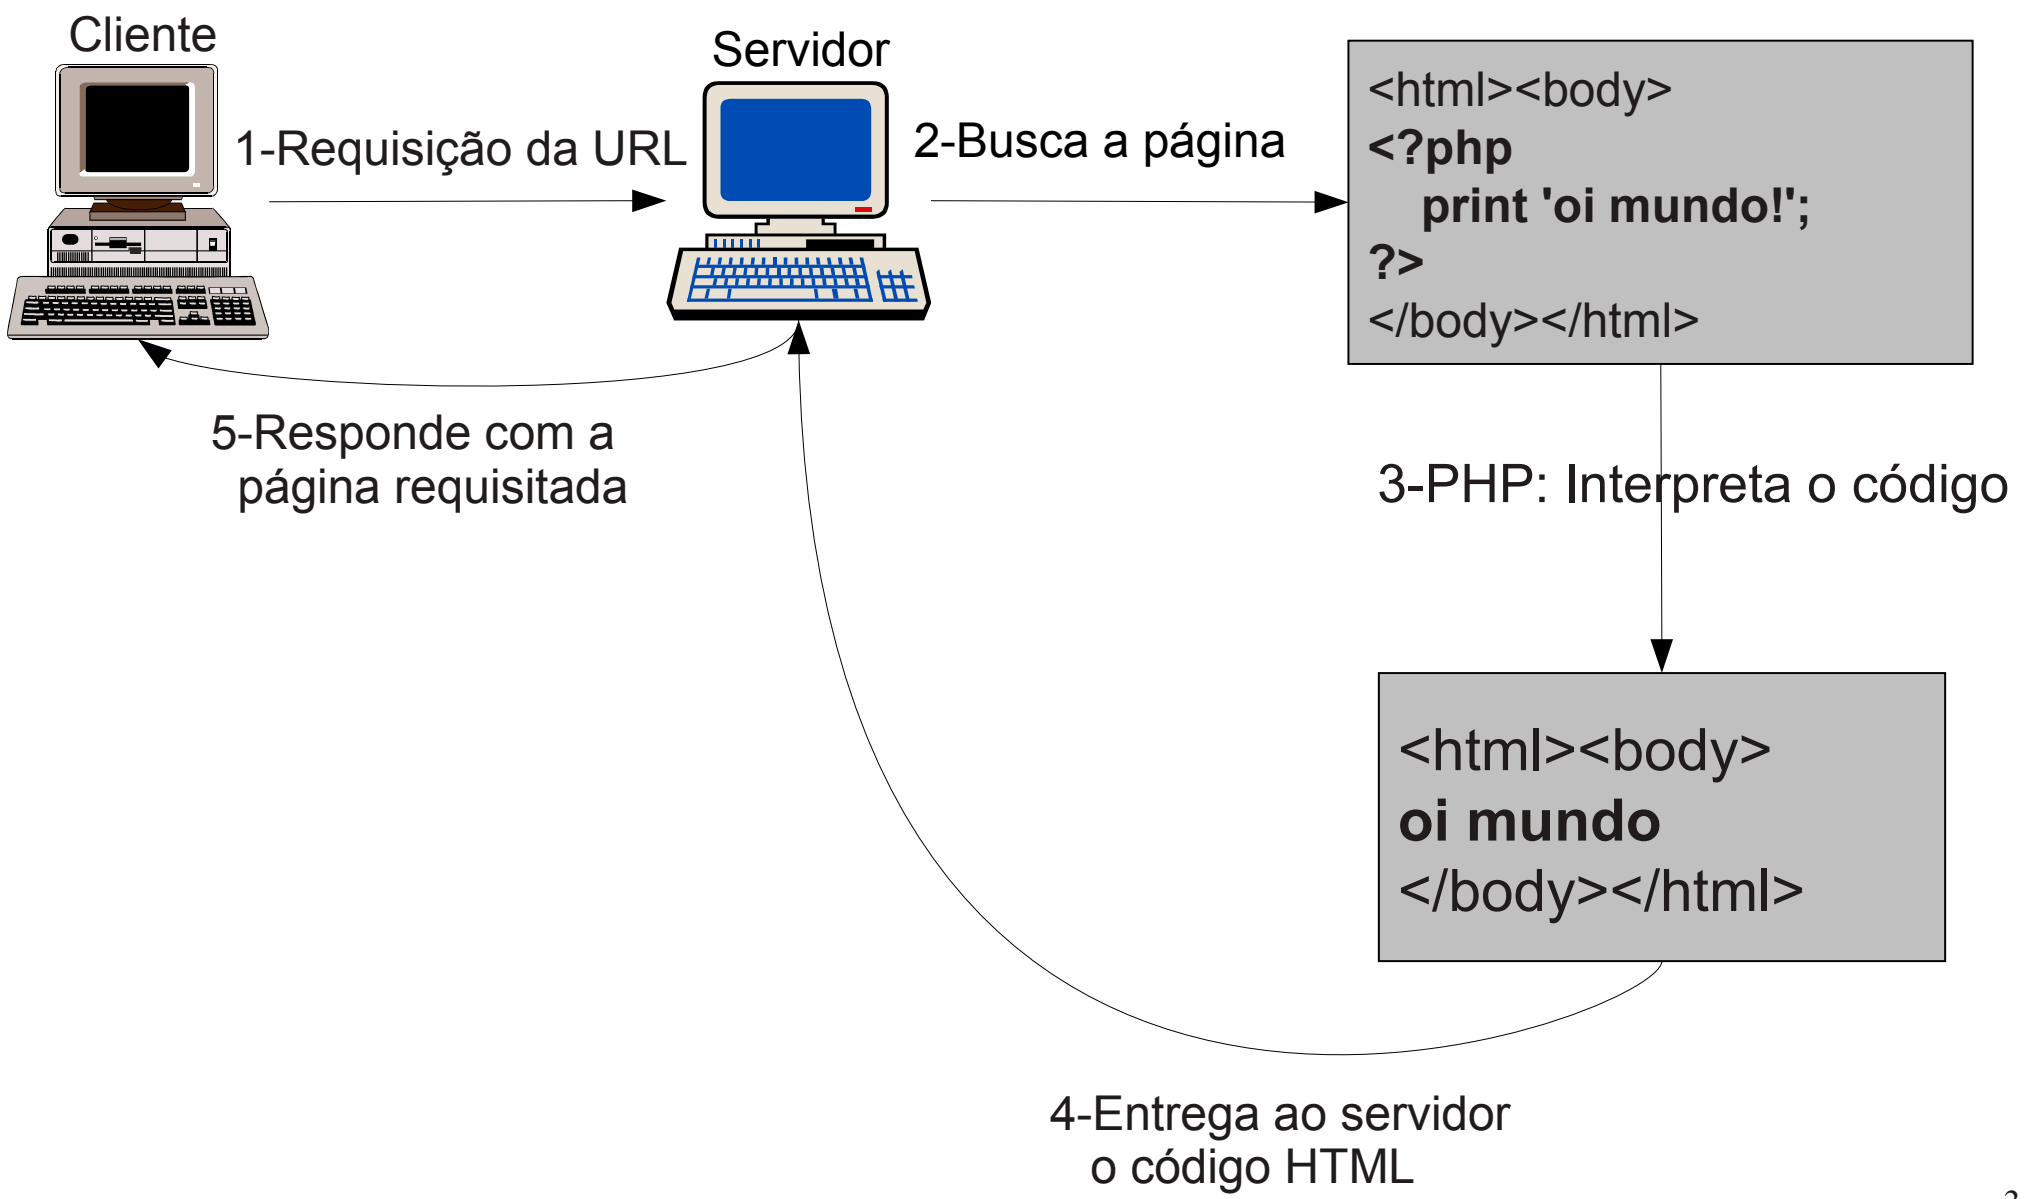 Cliente
Servidor
1-Requisição da URL
2-Busca a página
<html><body>
<?php
print 'oi mundo!';
?>
</body></html>
5-Responde com a
página requisitada
3-PHP: Interpreta o código
<html><body>
oi mundo
</body></html>
4-Entrega ao servidor
o código HTML